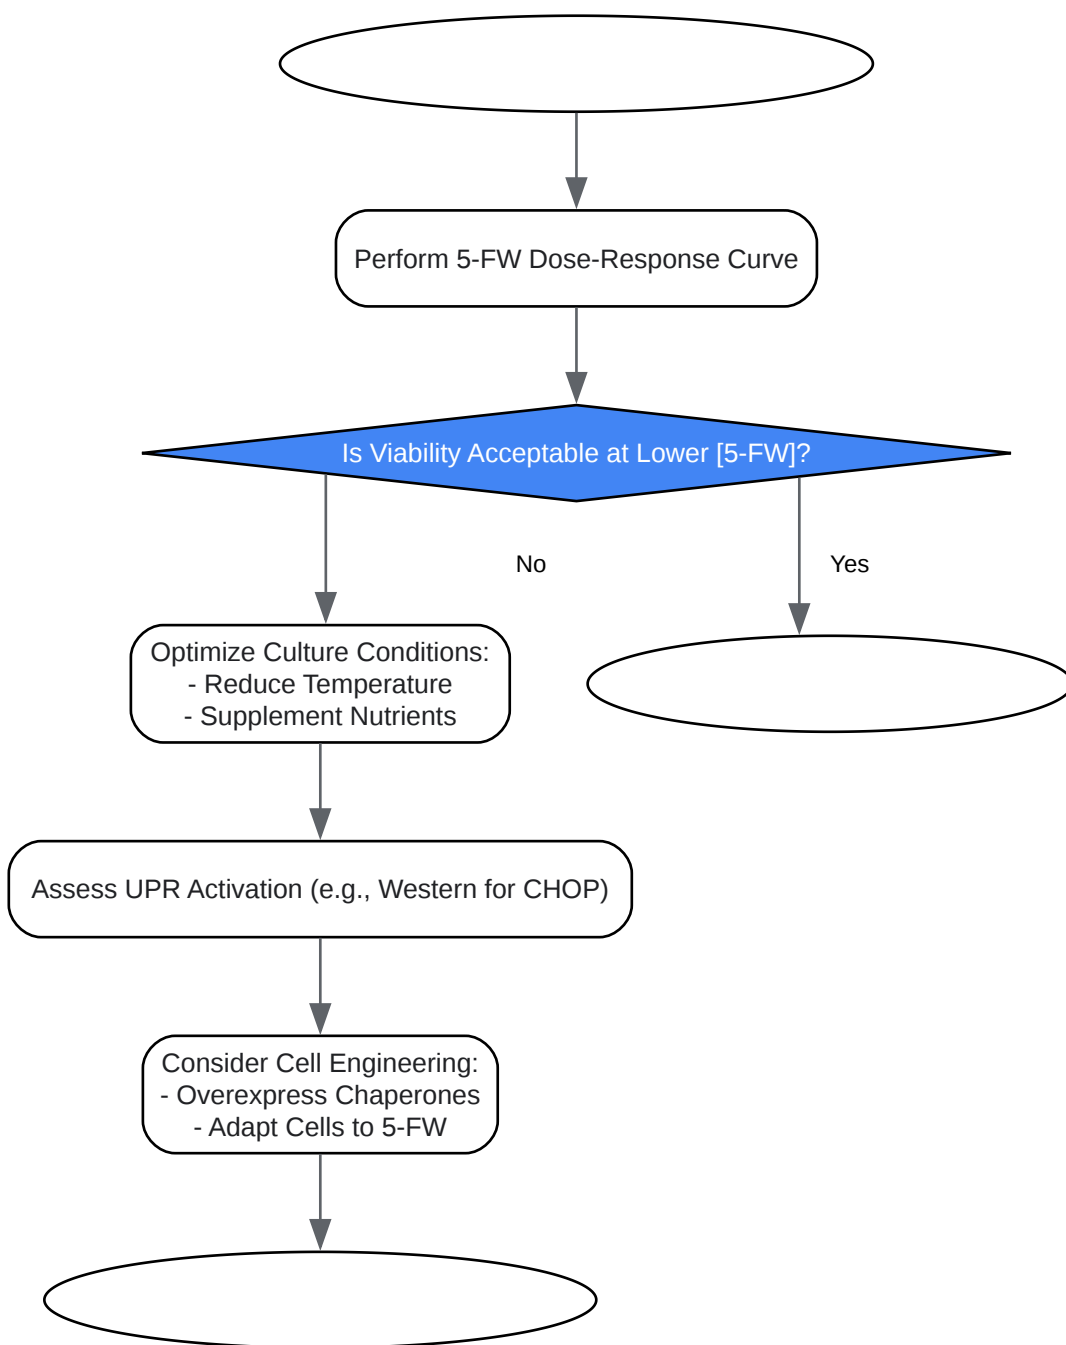 Perform 5-FW Dose-Response Curve
Is Viability Acceptable at Lower [5-FW]?
No
Yes
Optimize Culture Conditions:
- Reduce Temperature
- Supplement Nutrients
Assess UPR Activation (e.g., Western for CHOP)
Consider Cell Engineering:
- Overexpress Chaperones
- Adapt Cells to 5-FW